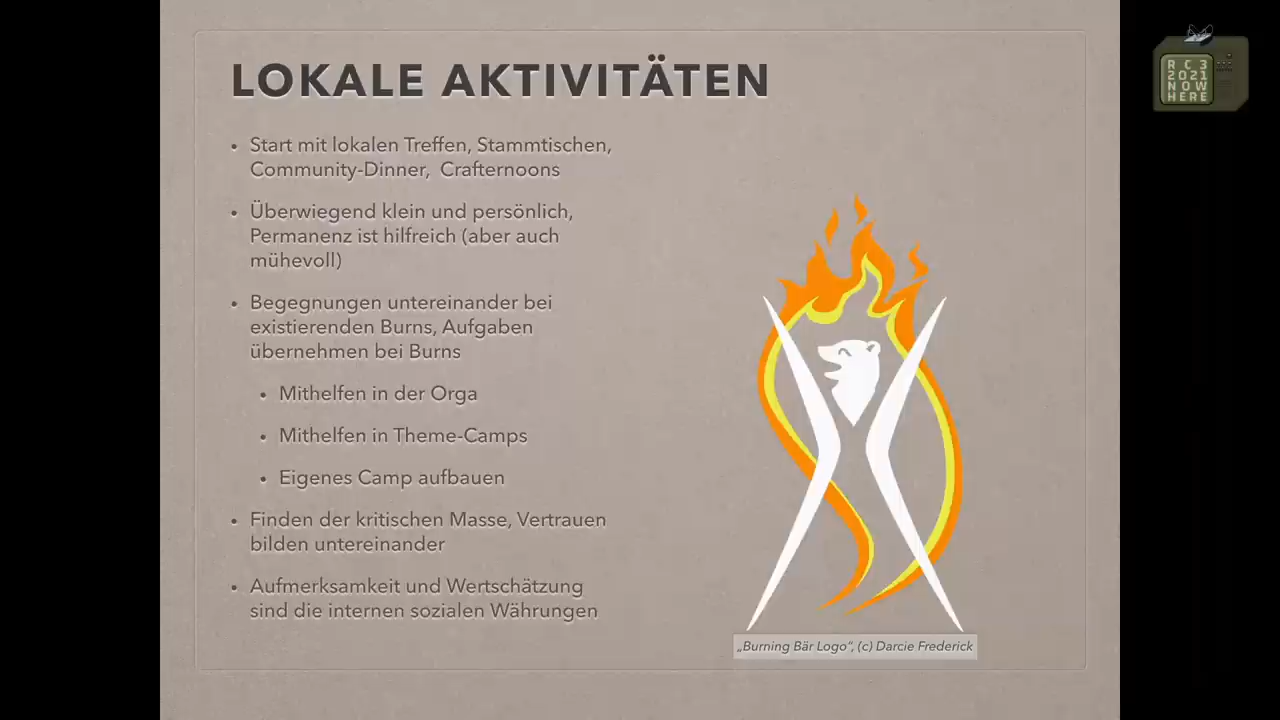 LOKALE AKTIVITÄTEN
• Start mit lokalen Treffen, Stammtischen,
Community-Dinner, Crafternoons
• Überwiegend klein und persönlich,
Permanenz ist hilfreich (aber auch
mühevoll)
• Begegnungen untereinander bei
existierenden Burns, Aufgaben
übernehmen bei Burns
• Mithelfen in der Orga
• Mithelfen in Theme-Camps
• Eigenes Camp aufbauen
• Finden der kritischen Masse, Vertrauen
bilden untereinander
• Aufmerksamkeit und Wertschätzung
sind die internen sozialen Währungen
„Burning Bär Logo“, (c) Darcie Frederick
RC3
2021
NOW
HERE